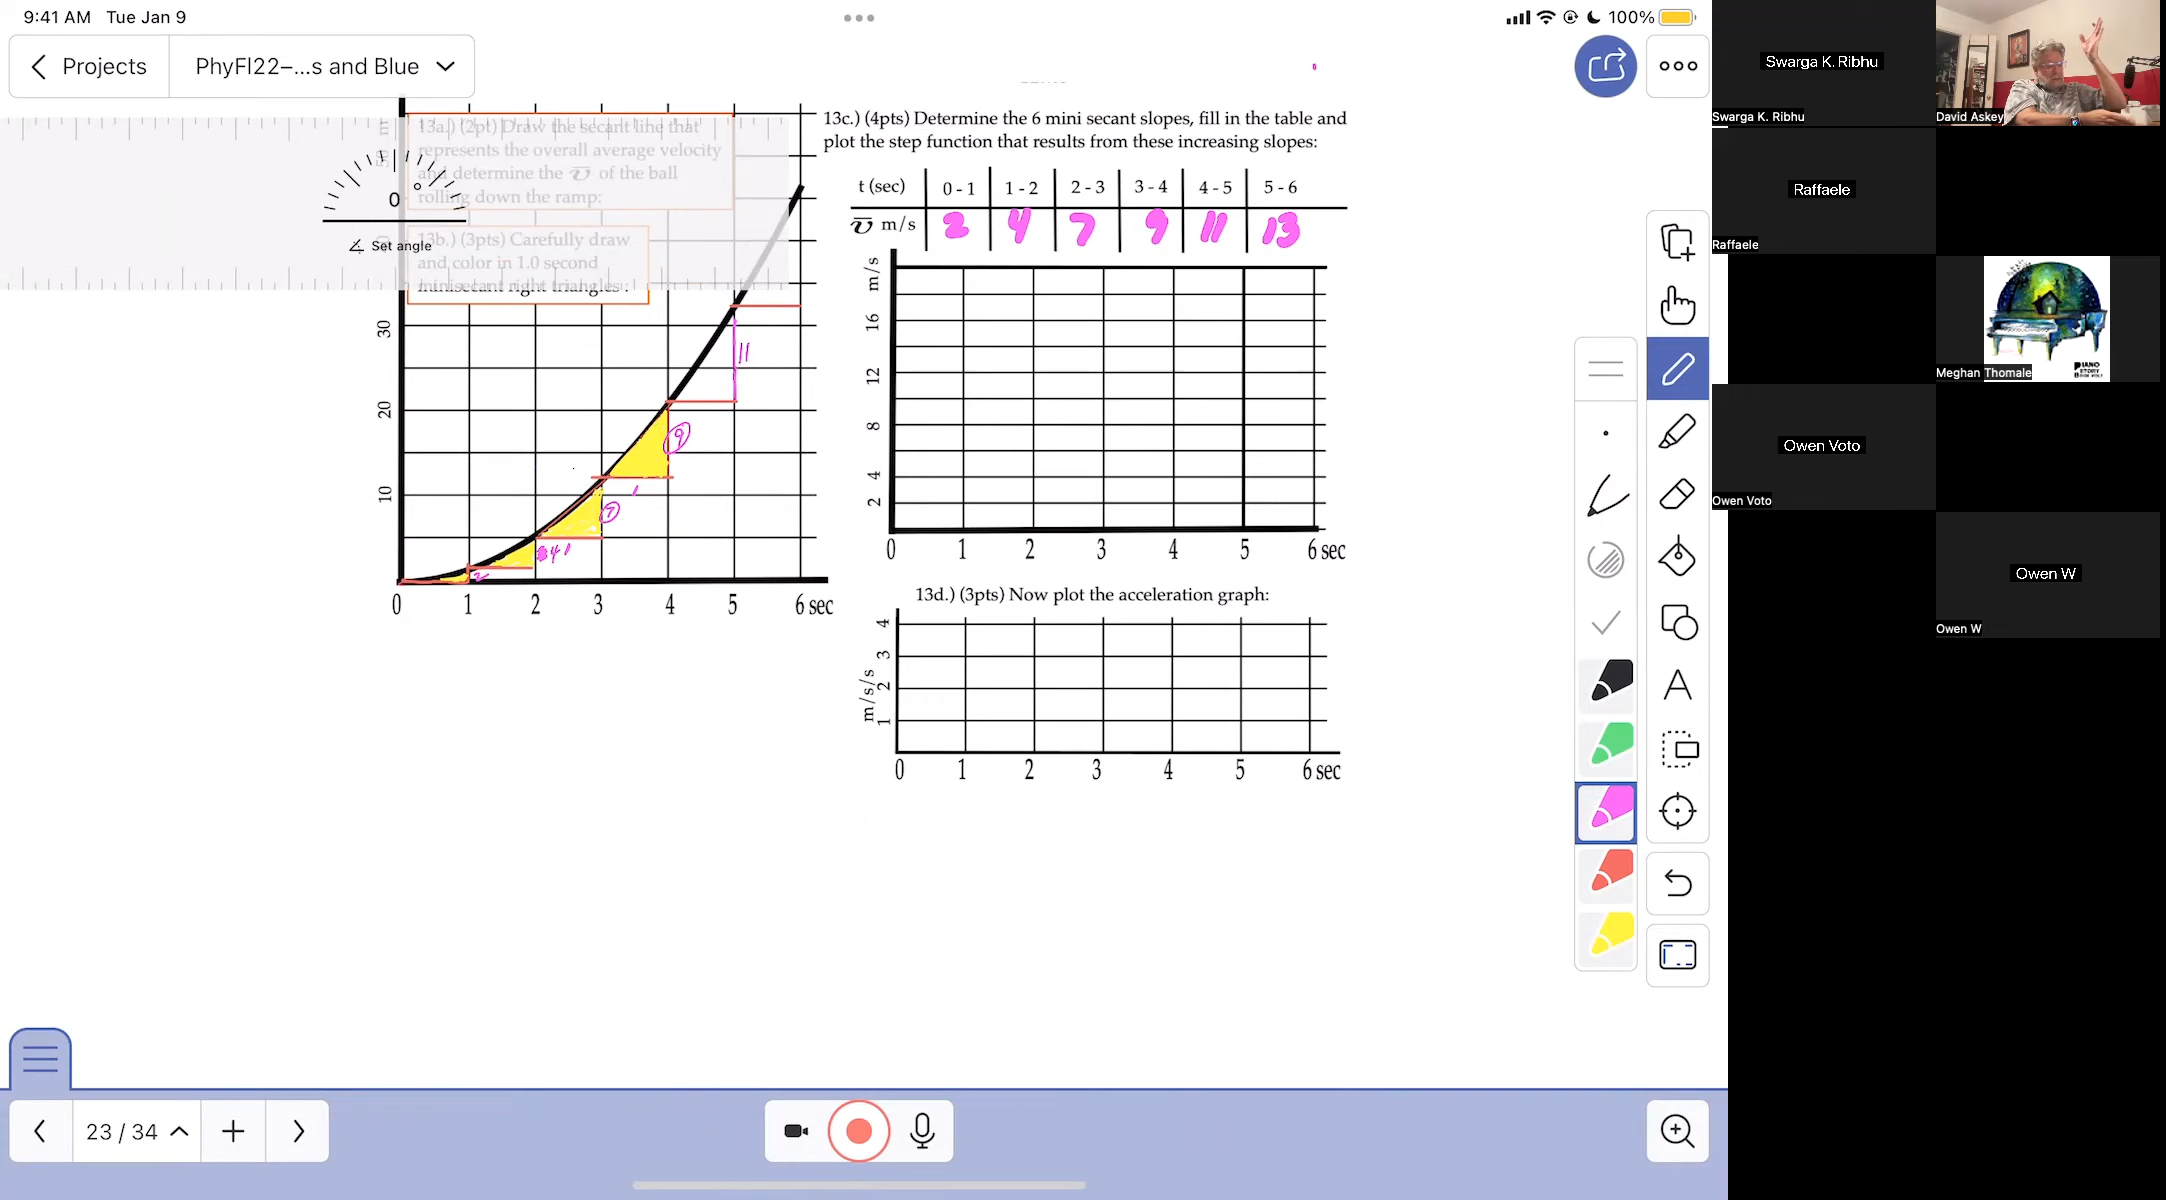 9:41 AM Tue Jan 9
100%
Projects
PhyFl22–...s and Blue
13a.) (2pt) Draw the secant line that
represents the overall average velocity
and determine the v̅ of the ball
rolling down the ramp:
0°
Set angle
13b.) (3pts) Carefully draw
and color in 1.0 second
minisecant right triangles :
30
20
10
11
9
1
7
4 1
2
0 1 2 3 4 5 6 sec
13c.) (4pts) Determine the 6 mini secant slopes, fill in the table and
plot the step function that results from these increasing slopes:
t (sec) 0 - 1 1 - 2 2 - 3 3 - 4 4 - 5 5 - 6
v̅ m/s 2 4 7 9 11 13
m/s
16
12
8
4
2
0 1 2 3 4 5 6 sec
13d.) (3pts) Now plot the acceleration graph:
m/s/s
4
3
2
1
0 1 2 3 4 5 6 sec
A
23 / 34
Swarga K. Ribhu
Swarga K. Ribhu
David Askey
Raffaele
Raffaele
PIANO
STORY
Meghan Thomale
Owen Voto
Owen Voto
Owen W
Owen W